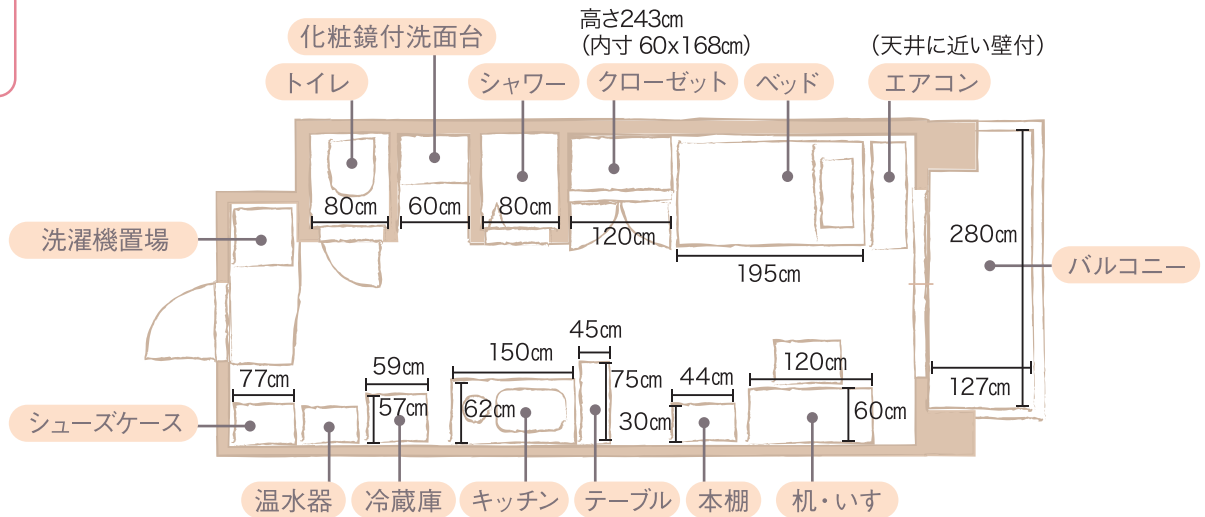 高さ243cm
（内寸 60x168cm）
（天井に近い壁付）
化粧鏡付洗面台
トイレ
シャワー
クローゼット
ベッド
エアコン
80cm
60cm
80cm
120cm
195cm
洗濯機置場
280cm
バルコニー
127cm
45cm
150cm
59cm
77cm
57cm
62cm
75cm
44cm
30cm
120cm
60cm
シューズケース
温水器
冷蔵庫
キッチン
テーブル
本棚
机・いす